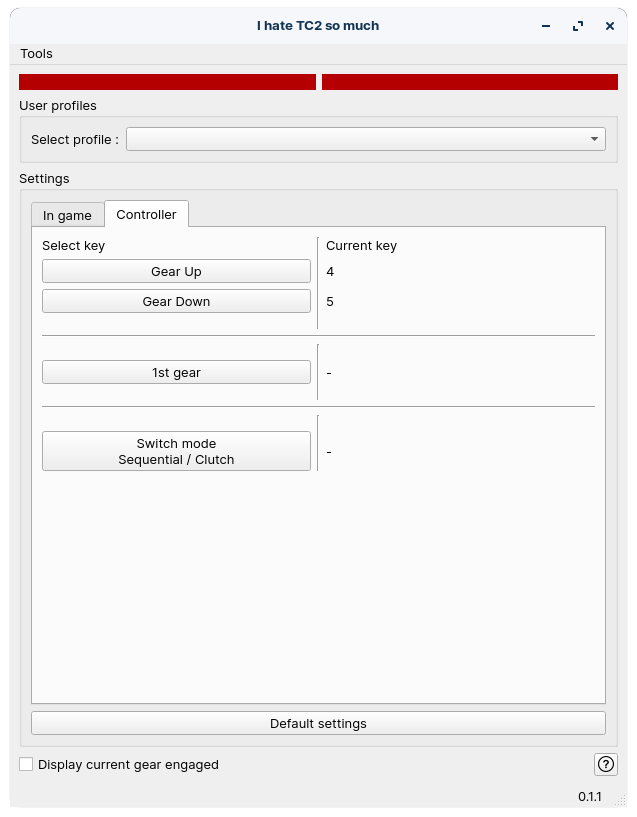 I hate TC2 so much
Tools
User profiles
Select profile :
Settings
In game
Controller
Select key
Current key
Gear Up
4
Gear Down
5
1st gear
-
Switch mode
Sequential / Clutch
-
Default settings
Display current gear engaged
?
0.1.1